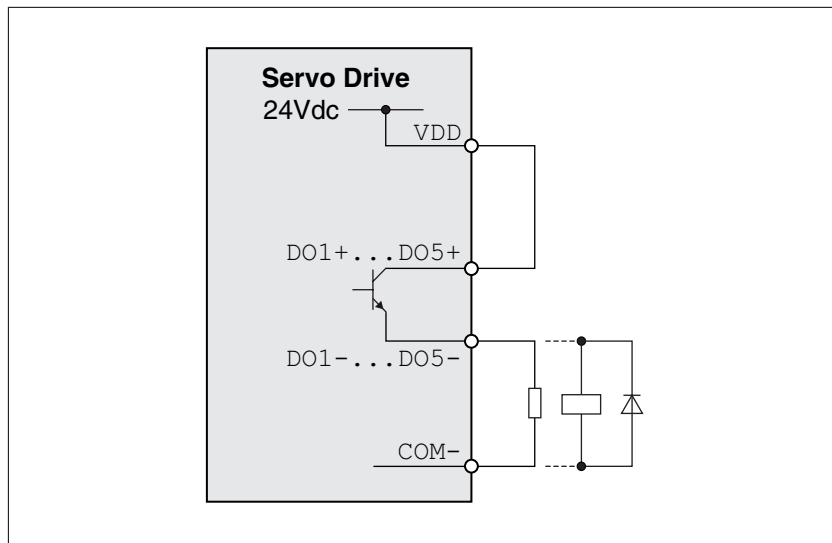 Servo Drive
24Vdc
VDD
DO1+...DO5+
DO1-...DO5-
COM-